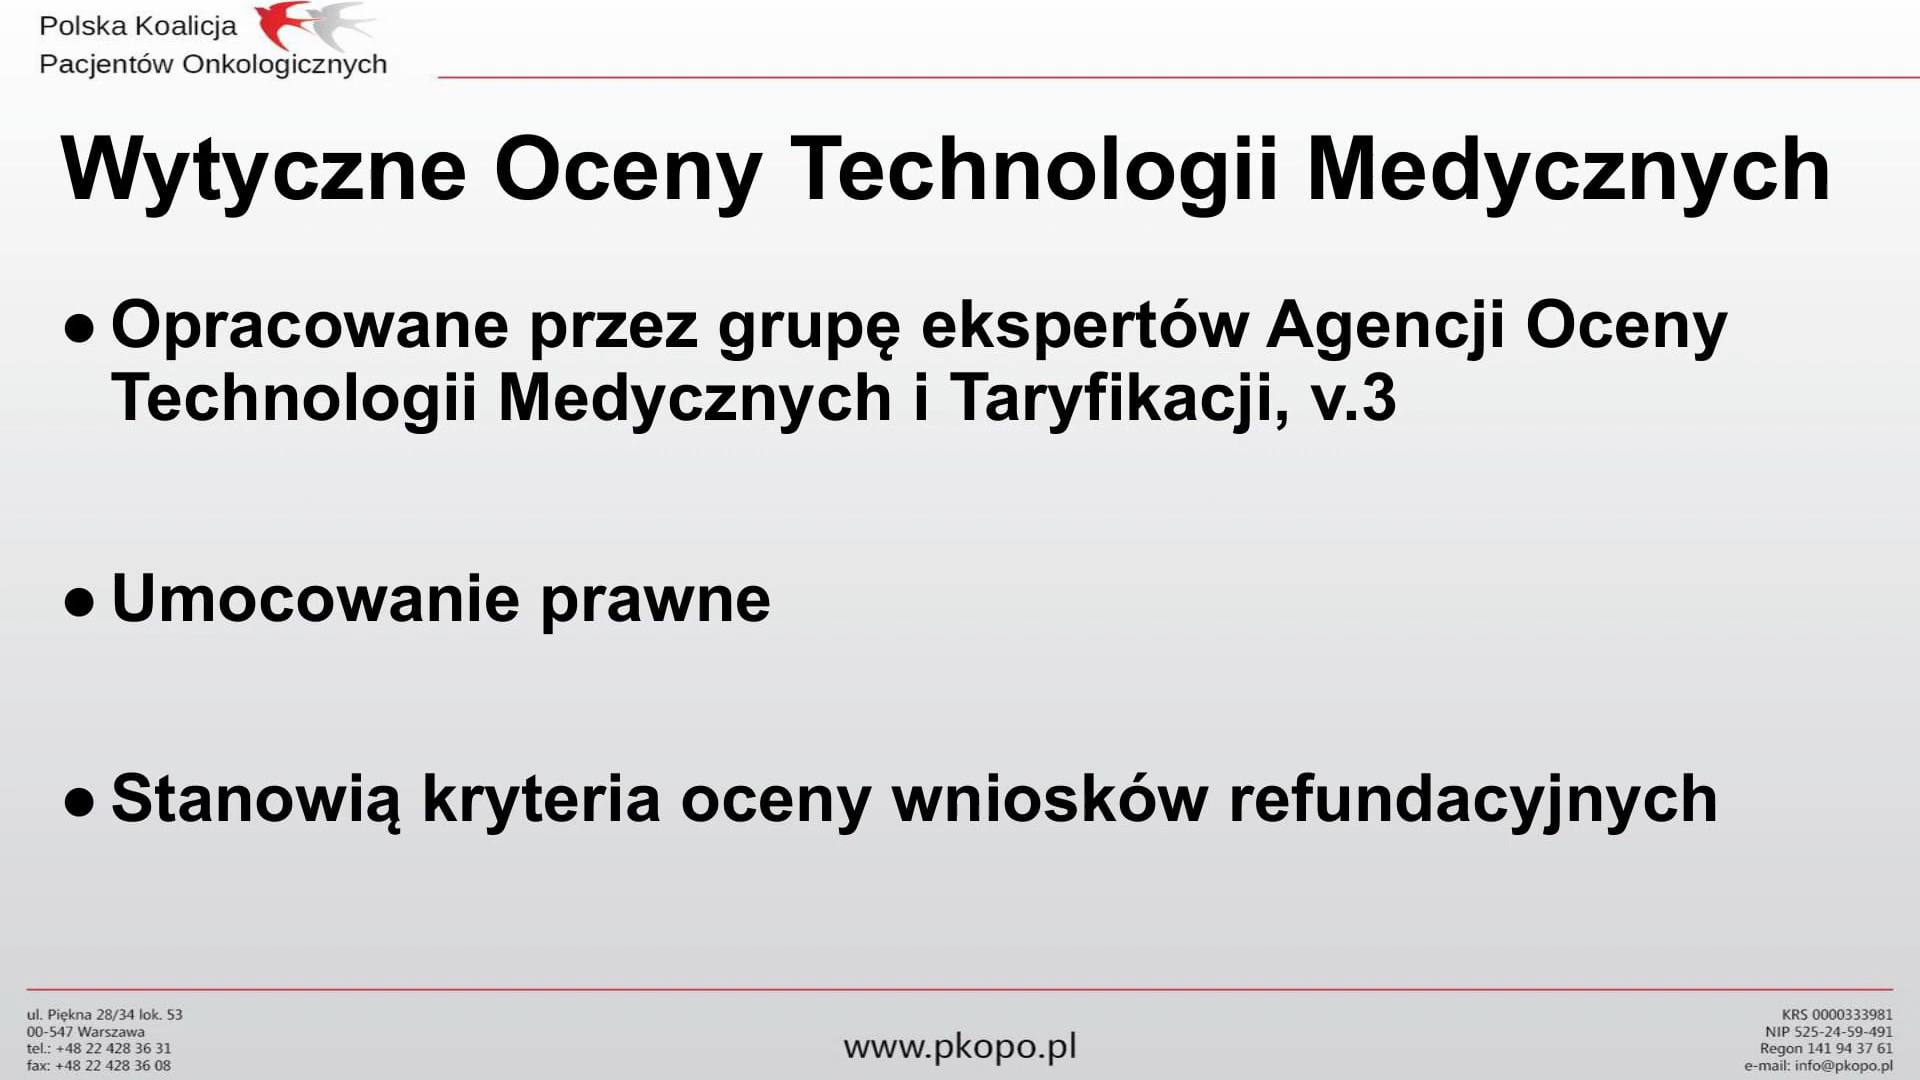 Polska Koalicja
Pacjentów Onkologicznych
Wytyczne Oceny Technologii Medycznych
● Opracowane przez grupę ekspertów Agencji Oceny
Technologii Medycznych i Taryfikacji, v.3
● Umocowanie prawne
● Stanowią kryteria oceny wniosków refundacyjnych
ul. Piękna 28/34 lok. 53
00-547 Warszawa
tel.: +48 22 428 36 31
fax: +48 22 428 36 08
www.pkopo.pl
KRS 0000333981
NIP 525-24-59-491
Regon 141 94 37 61
e-mail: info@pkopo.pl